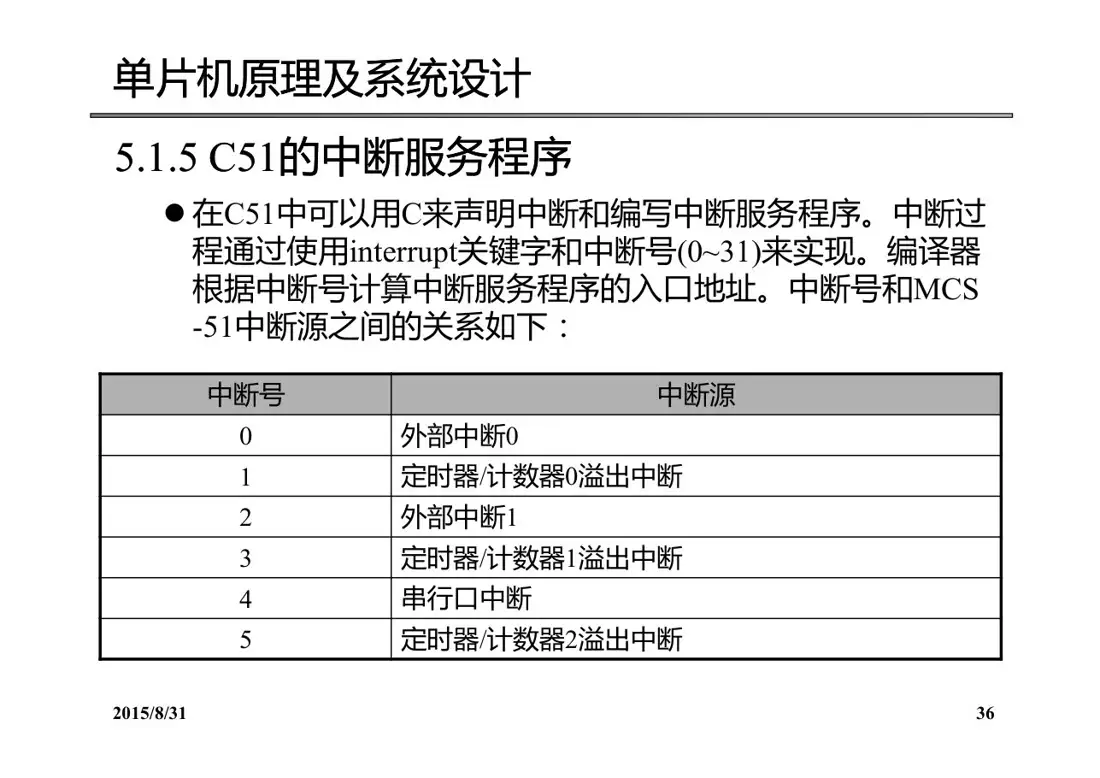 单片机原理及系统设计
5.1.5 C51的中断服务程序
●在C51中可以用C来声明中断和编写中断服务程序。中断过
程通过使用interrupt关键字和中断号(0~31)来实现。编译器
根据中断号计算中断服务程序的入口地址。中断号和MCS
-51中断源之间的关系如下：
中断号 中断源
0 外部中断0
1 定时器/计数器0溢出中断
2 外部中断1
3 定时器/计数器1溢出中断
4 串行口中断
5 定时器/计数器2溢出中断
2015/8/31 36